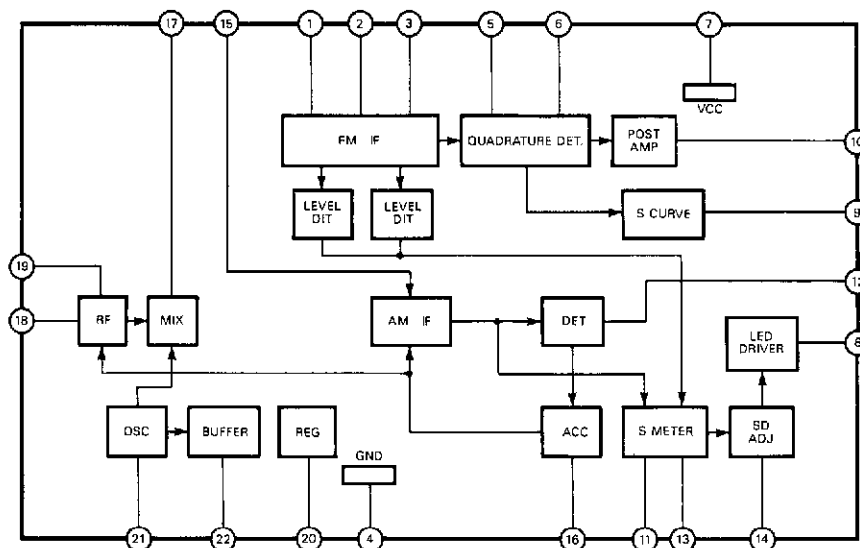 17 15 1 2 3 5 6 7
VCC
FM IF
QUADRATURE DET.
POST
AMP
10
LEVEL
DIT
LEVEL
DIT
S CURVE
9
19
12
18
RF
MIX
AM IF
DET
LED
DRIVER
8
OSC
BUFFER
REG
GND
ACC
S METER
SD
ADJ
21 22 20 4 16 11 13 14